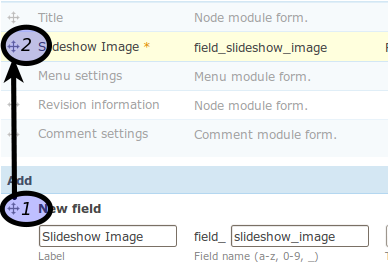 Title Node module form.
2 Slideshow Image * field_slideshow_image
Menu settings Menu module form.
Revision information Node module form.
Comment settings Comment module form.
Add
1 New field
Slideshow Image field_ slideshow_image
Label Field name (a-z, 0-9, _)